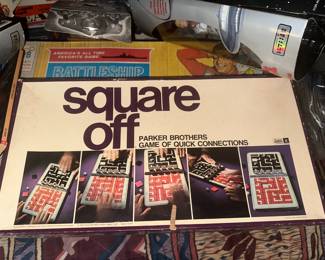 AMERICA'S ALL TIME
FAVORITE GAME
BATTLESHIP
square
off
PARKER BROTHERS
GAME OF QUICK CONNECTIONS